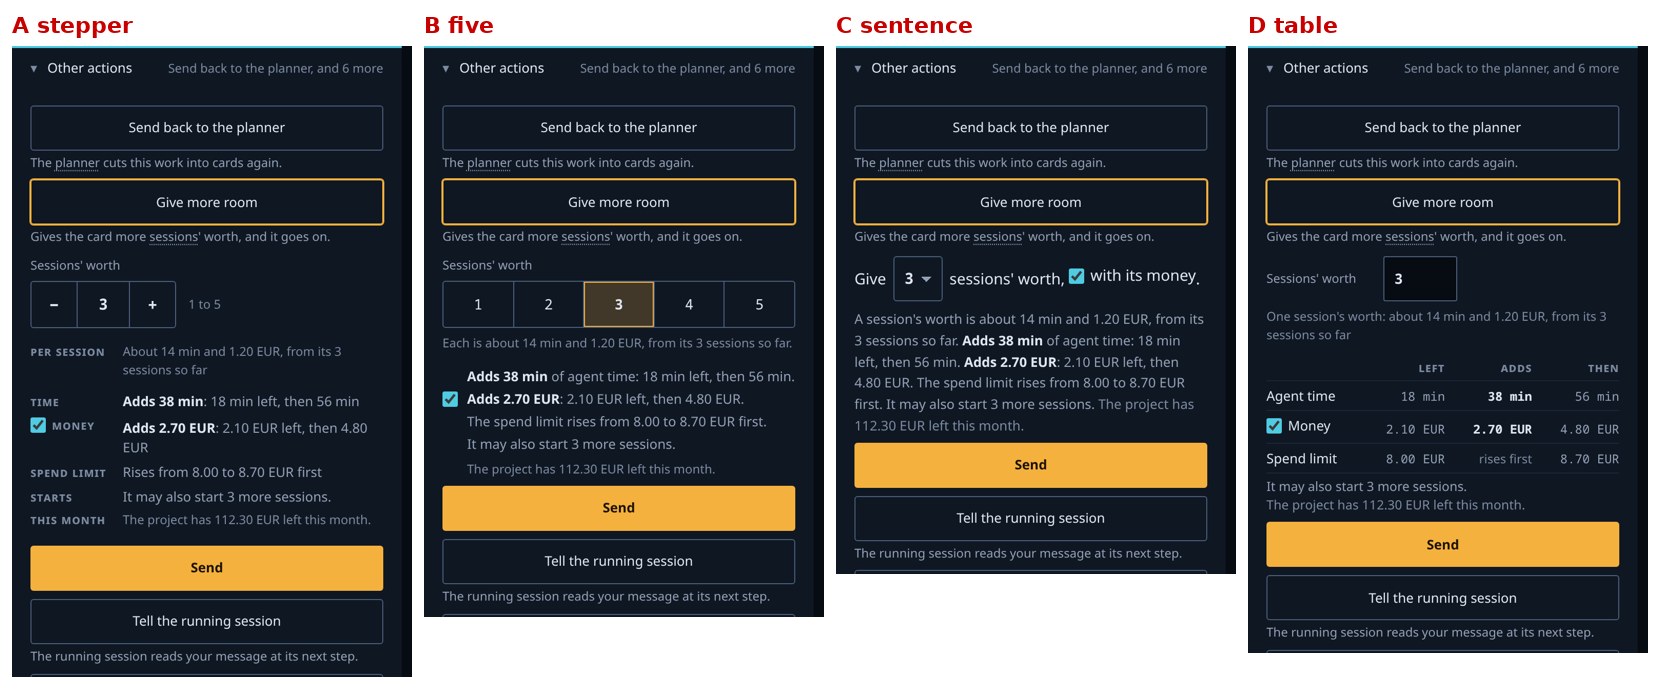 A stepper
▼ Other actions Send back to the planner, and 6 more
Send back to the planner
The planner cuts this work into cards again.
Give more room
Gives the card more sessions' worth, and it goes on.
Sessions' worth
− 3 + 1 to 5
PER SESSION About 14 min and 1.20 EUR, from its 3
sessions so far
TIME Adds 38 min: 18 min left, then 56 min
MONEY Adds 2.70 EUR: 2.10 EUR left, then 4.80
EUR
SPEND LIMIT Rises from 8.00 to 8.70 EUR first
STARTS It may also start 3 more sessions.
THIS MONTH The project has 112.30 EUR left this month.
Send
Tell the running session
The running session reads your message at its next step.
B five
▼ Other actions Send back to the planner, and 6 more
Send back to the planner
The planner cuts this work into cards again.
Give more room
Gives the card more sessions' worth, and it goes on.
Sessions' worth
1 2 3 4 5
Each is about 14 min and 1.20 EUR, from its 3 sessions so far.
Adds 38 min of agent time: 18 min left, then 56 min.
Adds 2.70 EUR: 2.10 EUR left, then 4.80 EUR.
The spend limit rises from 8.00 to 8.70 EUR first.
It may also start 3 more sessions.
The project has 112.30 EUR left this month.
Send
Tell the running session
The running session reads your message at its next step.
C sentence
▼ Other actions Send back to the planner, and 6 more
Send back to the planner
The planner cuts this work into cards again.
Give more room
Gives the card more sessions' worth, and it goes on.
Give 3 sessions' worth, with its money.
A session's worth is about 14 min and 1.20 EUR, from its
3 sessions so far. Adds 38 min of agent time: 18 min
left, then 56 min. Adds 2.70 EUR: 2.10 EUR left, then
4.80 EUR. The spend limit rises from 8.00 to 8.70 EUR
first. It may also start 3 more sessions. The project has
112.30 EUR left this month.
Send
Tell the running session
The running session reads your message at its next step.
D table
▼ Other actions Send back to the planner, and 6 more
Send back to the planner
The planner cuts this work into cards again.
Give more room
Gives the card more sessions' worth, and it goes on.
Sessions' worth 3
One session's worth: about 14 min and 1.20 EUR, from its 3
sessions so far
LEFT ADDS THEN
Agent time 18 min 38 min 56 min
Money 2.10 EUR 2.70 EUR 4.80 EUR
Spend limit 8.00 EUR rises first 8.70 EUR
It may also start 3 more sessions.
The project has 112.30 EUR left this month.
Send
Tell the running session
The running session reads your message at its next step.